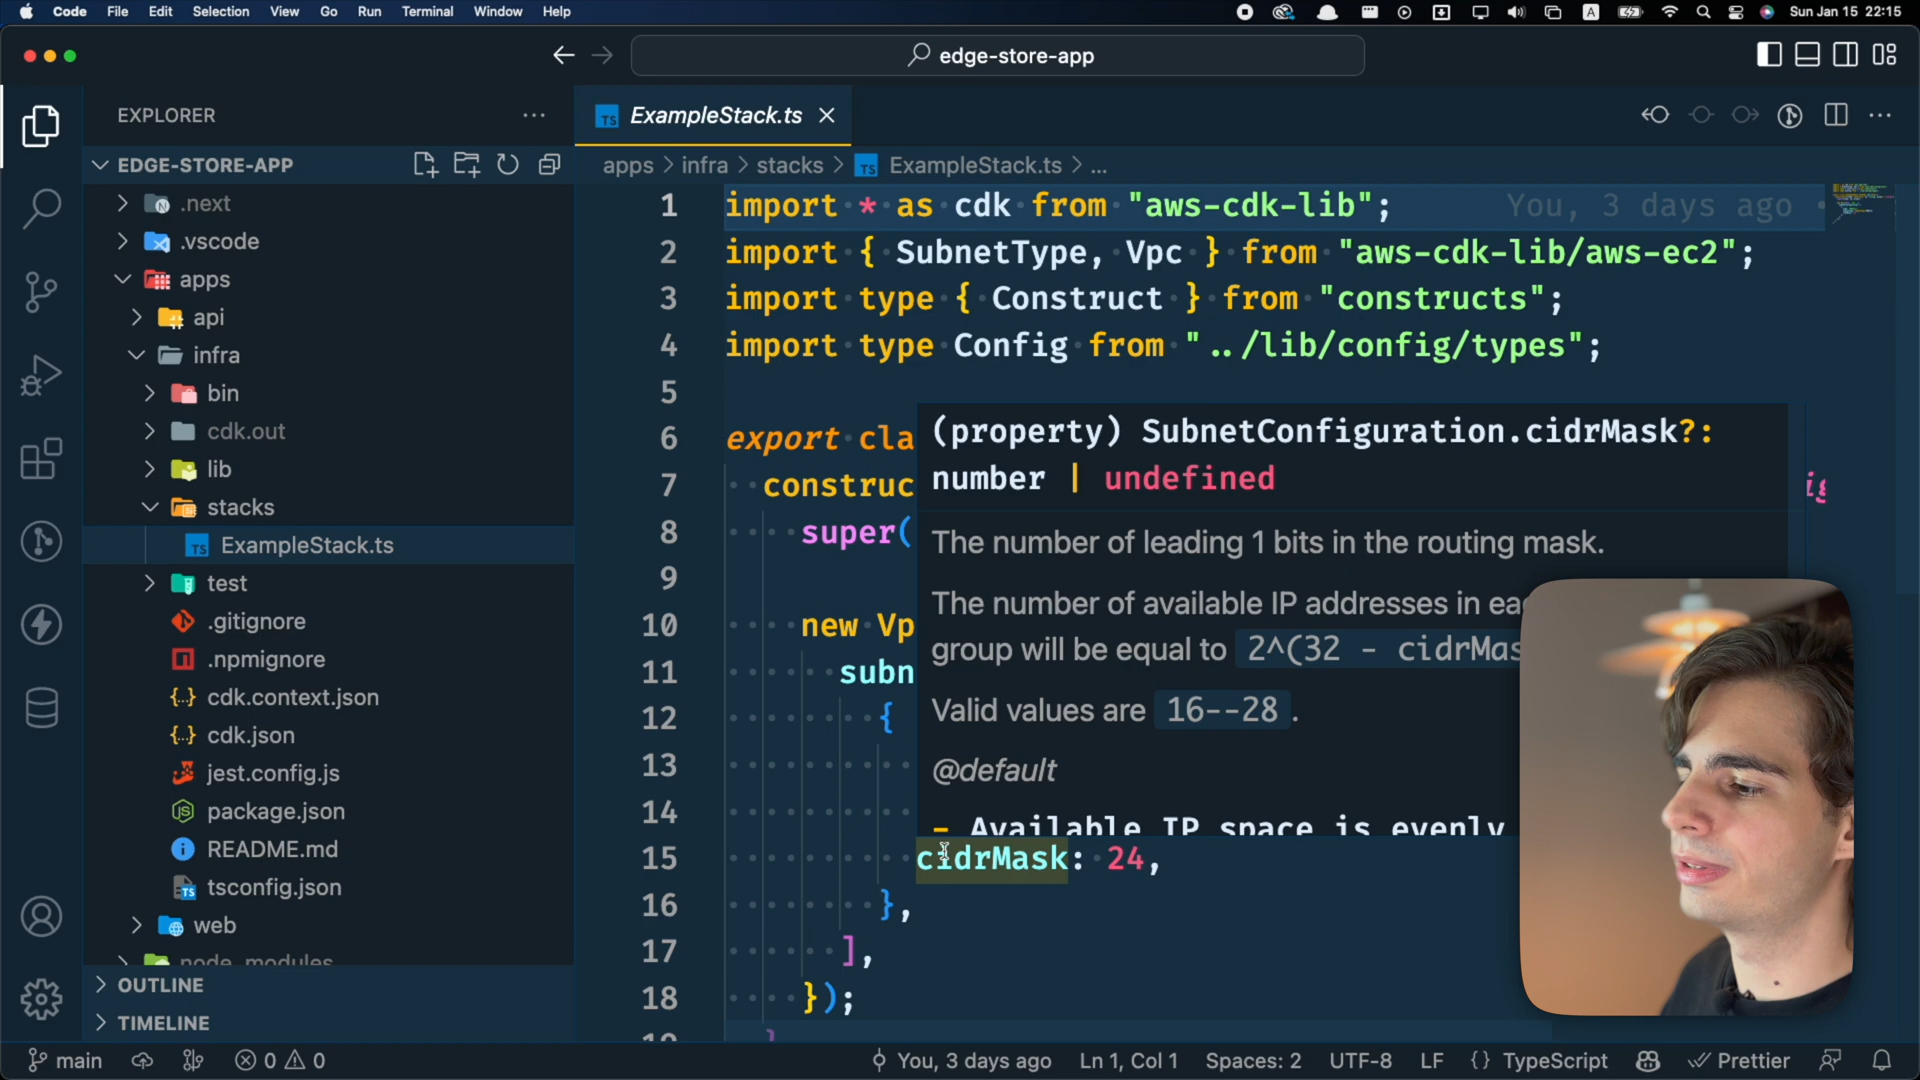 Code File Edit Selection View Go Run Terminal Window Help A Sun Jan 15 22:15
edge-store-app
EXPLORER
EDGE-STORE-APP
.next
.vscode
apps
api
infra
bin
cdk.out
lib
stacks
TS ExampleStack.ts
test
.gitignore
.npmignore
{..} cdk.context.json
{..} cdk.json
jest.config.js
package.json
README.md
TS tsconfig.json
web
node_modules
OUTLINE
TIMELINE
TS ExampleStack.ts
apps > infra > stacks > TS ExampleStack.ts > ...
1 import * as cdk from "aws-cdk-lib"; You, 3 days ago
2 import { SubnetType, Vpc } from "aws-cdk-lib/aws-ec2";
3 import type { Construct } from "constructs";
4 import type Config from "../lib/config/types";
5
6 export cla
7 construc
8 super(
9
10 new Vp
11 subn
12 {
13
14
15 cidrMask: 24,
16 },
17 ],
18 });
(property) SubnetConfiguration.cidrMask?:
number | undefined
The number of leading 1 bits in the routing mask.
The number of available IP addresses in
group will be equal to 2^(32 - cidrMas
Valid values are 16--28.
@default
- Available IP space is evenly
main 0 0 You, 3 days ago Ln 1, Col 1 Spaces: 2 UTF-8 LF {} TypeScript Prettier